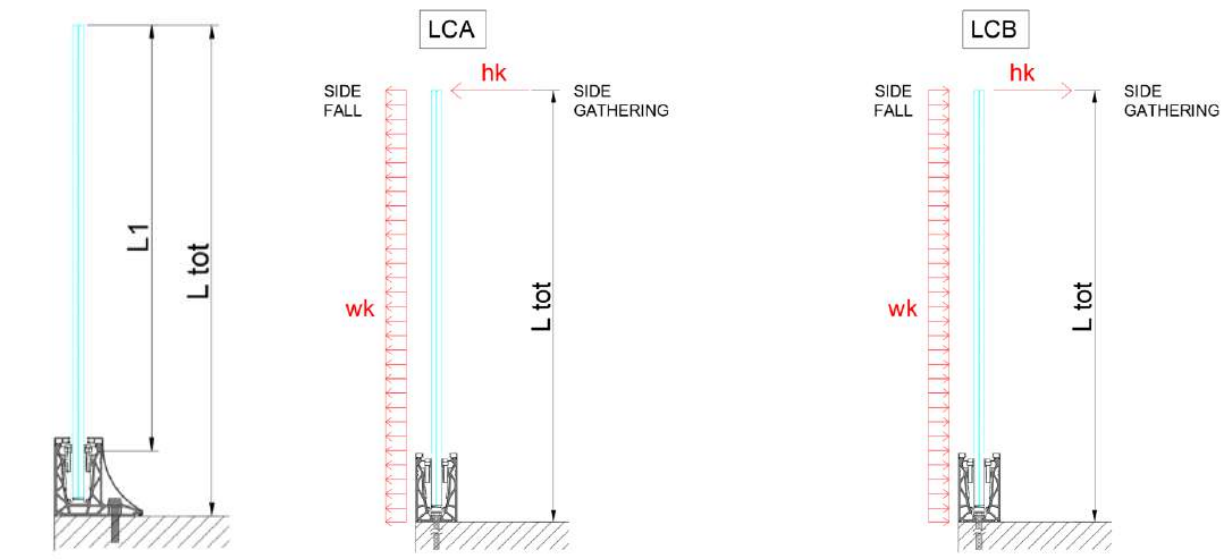 L1
L tot
LCA
hk
SIDE
FALL
SIDE
GATHERING
wk
L tot
LCB
hk
SIDE
FALL
SIDE
GATHERING
wk
L tot